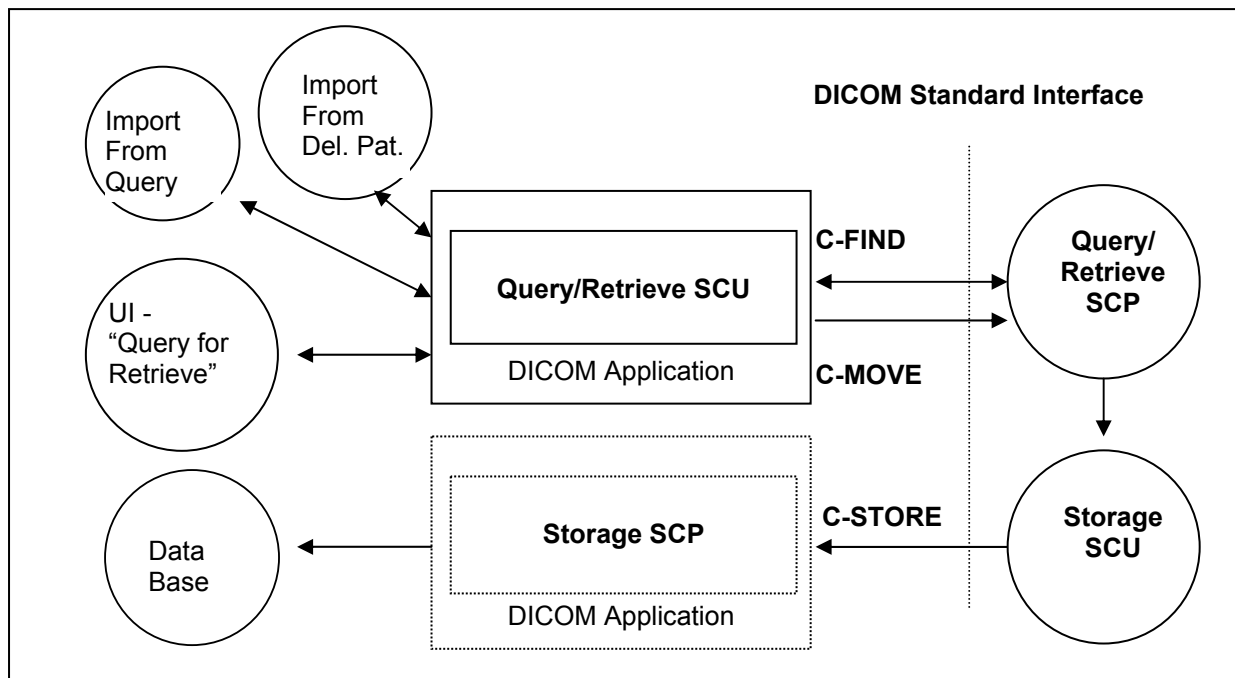 Import
From
Del. Pat.
Import
From
Query
DICOM Standard Interface
C-FIND
Query/
Retrieve
SCP
Query/Retrieve SCU
UI -
“Query for
Retrieve”
DICOM Application
C-MOVE
C-STORE
Storage
SCU
Storage SCP
Data
Base
DICOM Application